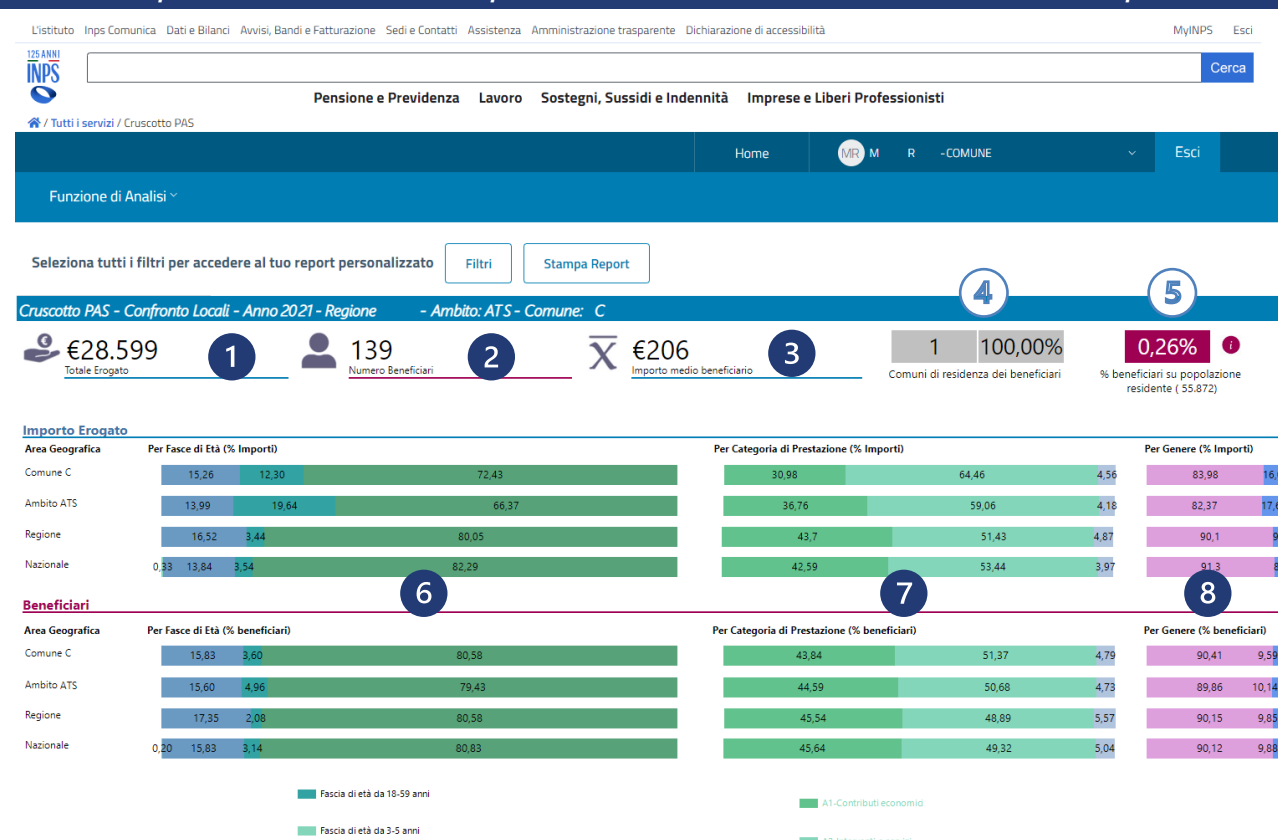 L'istituto Inps Comunica Dati e Bilanci Avvisi, Bandi e Fatturazione Sedi e Contatti Assistenza Amministrazione trasparente Dichiarazione di accessibilità MyINPS Esci
125 ANNI
INPS
Cerca
Pensione e Previdenza Lavoro Sostegni, Sussidi e Indennità Imprese e Liberi Professionisti
/ Tutti i servizi / Cruscotto PAS
Home MR M R -COMUNE Esci
Funzione di Analisi
Seleziona tutti i filtri per accedere al tuo report personalizzato Filtri Stampa Report
4 5
Cruscotto PAS - Confronto Locali - Anno 2021 - Regione - Ambito: ATS - Comune: C
€28.599 1 139 2 X €206 3 1 100,00% 0,26% i
Totale Erogato Numero Beneficiari Importo medio beneficiario Comuni di residenza dei beneficiari % beneficiari su popolazione
residente ( 55.872)
Importo Erogato
Area Geografica Per Fasce di Età (% Importi) Per Categoria di Prestazione (% Importi) Per Genere (% Importi)
Comune C 15,26 12,30 72,43 30,98 64,46 4,56 83,98 16,
Ambito ATS 13,99 19,64 66,37 36,76 59,06 4,18 82,37 17,6
Regione 16,52 3,44 80,05 43,7 51,43 4,87 90,1 9
Nazionale 0,33 13,84 3,54 82,29 42,59 53,44 3,97 91,3 8
6 7 8
Beneficiari
Area Geografica Per Fasce di Età (% beneficiari) Per Categoria di Prestazione (% beneficiari) Per Genere (% beneficiari)
Comune C 15,83 3,60 80,58 43,84 51,37 4,79 90,41 9,59
Ambito ATS 15,60 4,96 79,43 44,59 50,68 4,73 89,86 10,14
Regione 17,35 2,08 80,58 45,54 48,89 5,57 90,15 9,85
Nazionale 0,20 15,83 3,14 80,83 45,64 49,32 5,04 90,12 9,88
Fascia di età da 18-59 anni
A1-Contributi economici
Fascia di età da 3-5 anni